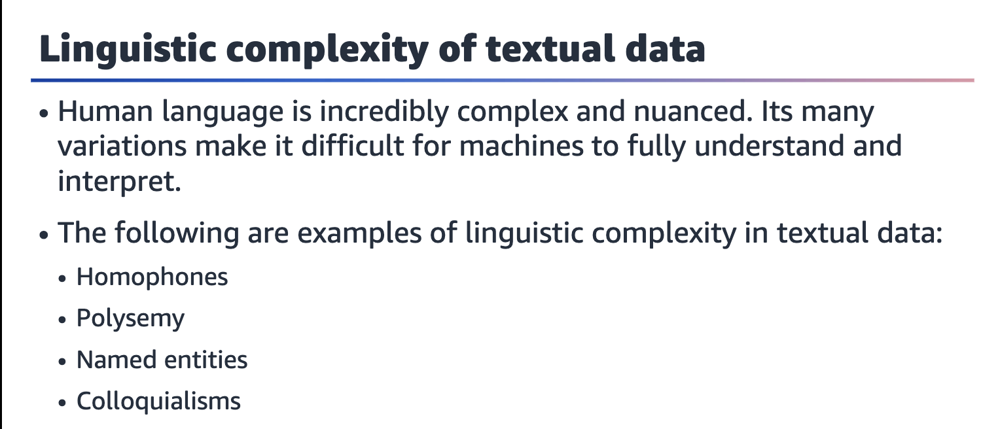 Linguistic complexity of textual data
• Human language is incredibly complex and nuanced. Its many
variations make it difficult for machines to fully understand and
interpret.
• The following are examples of linguistic complexity in textual data:
• Homophones
• Polysemy
• Named entities
• Colloquialisms